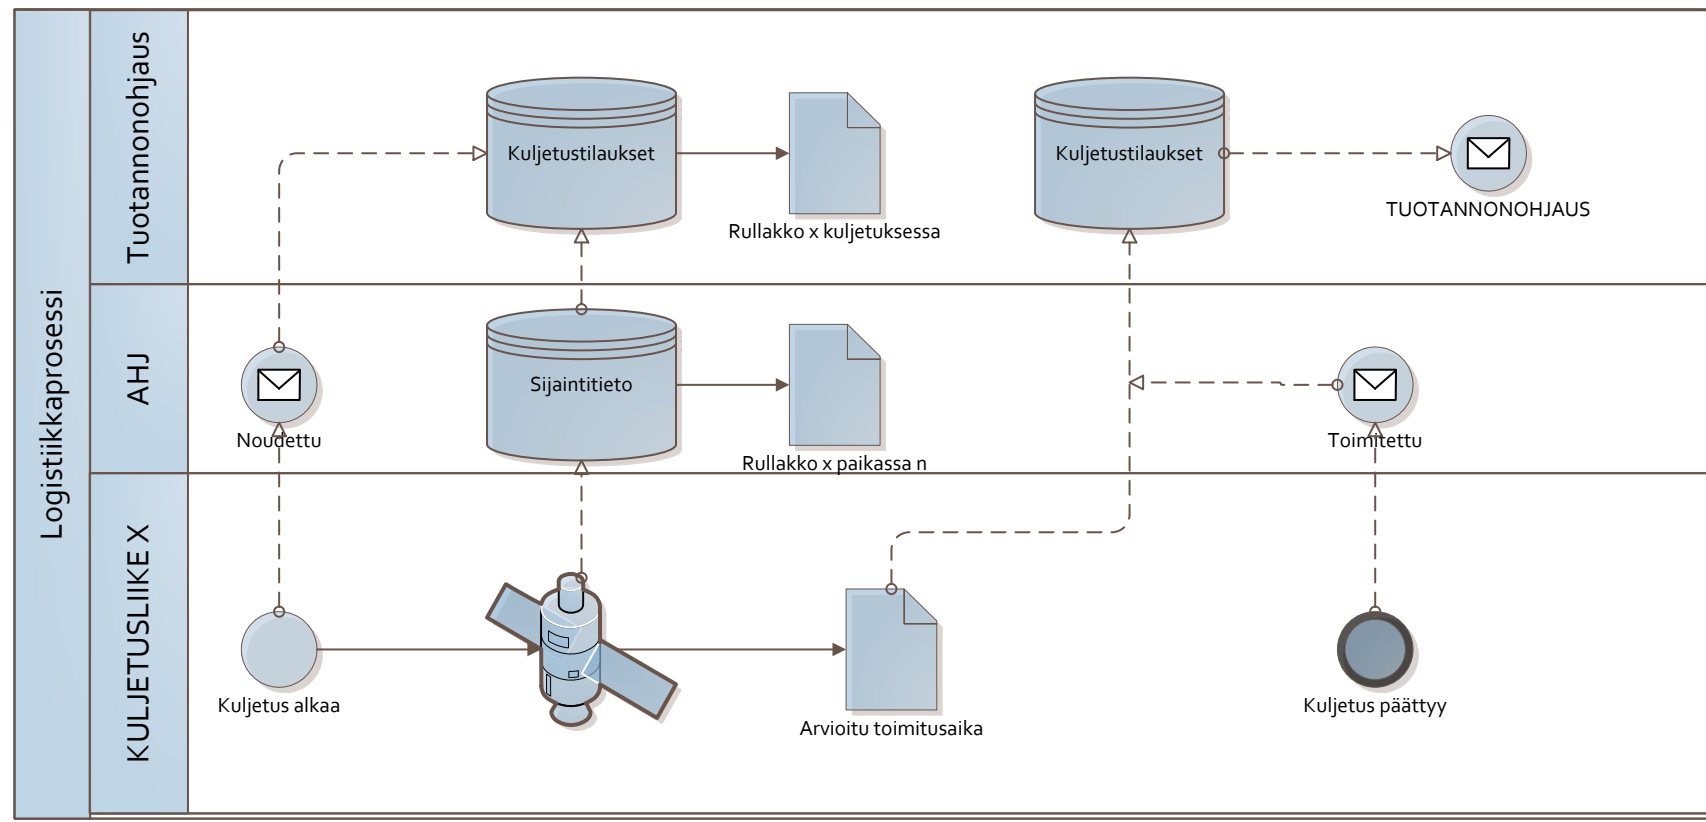 Logistiikkaprosessi
Tuotannonohjaus
Kuljetustilaukset
Rullakko x kuljetuksessa
Kuljetustilaukset
TUOTANNONOHJAUS
AHJ
Noudettu
Sijaintitieto
Rullakko x paikassa n
Toimitettu
KULJETUSLIIKE X
Kuljetus alkaa
Arvioitu toimitusaika
Kuljetus päättyy